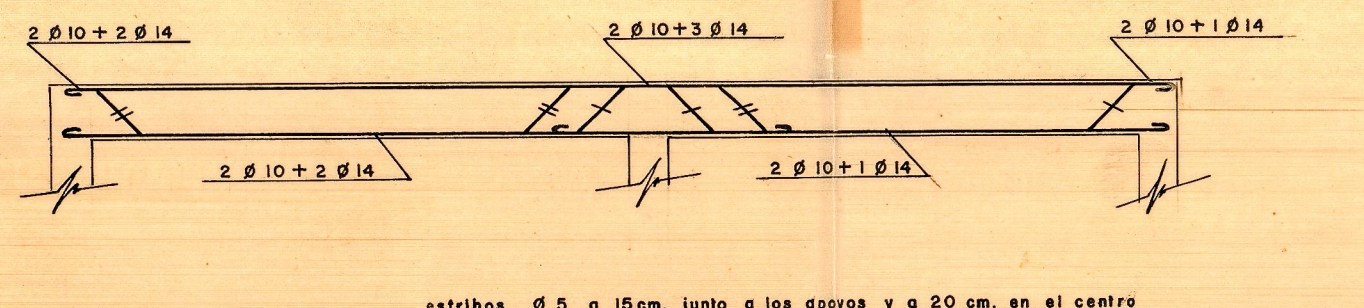 2 Ø 10 + 2 Ø 14
2 Ø 10 + 3 Ø 14
2 Ø 10 + 1 Ø 14
2 Ø 10 + 2 Ø 14
2 Ø 10 + 1 Ø 14
estribos Ø 5 a 15 cm. junto a los apoyos y a 20 cm. en el centro